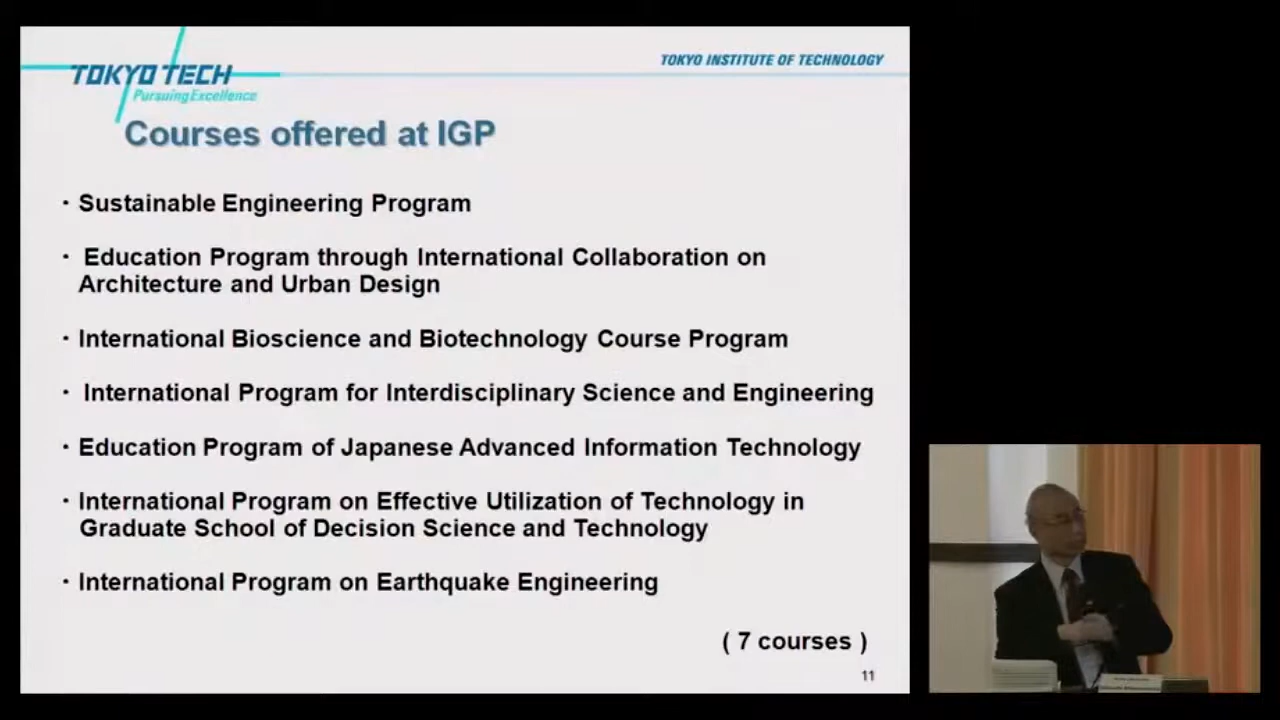 TOKYO TECH
Pursuing Excellence
TOKYO INSTITUTE OF TECHNOLOGY
Courses offered at IGP
・Sustainable Engineering Program
・ Education Program through International Collaboration on
Architecture and Urban Design
・International Bioscience and Biotechnology Course Program
・ International Program for Interdisciplinary Science and Engineering
・Education Program of Japanese Advanced Information Technology
・International Program on Effective Utilization of Technology in
Graduate School of Decision Science and Technology
・International Program on Earthquake Engineering
( 7 courses )
11